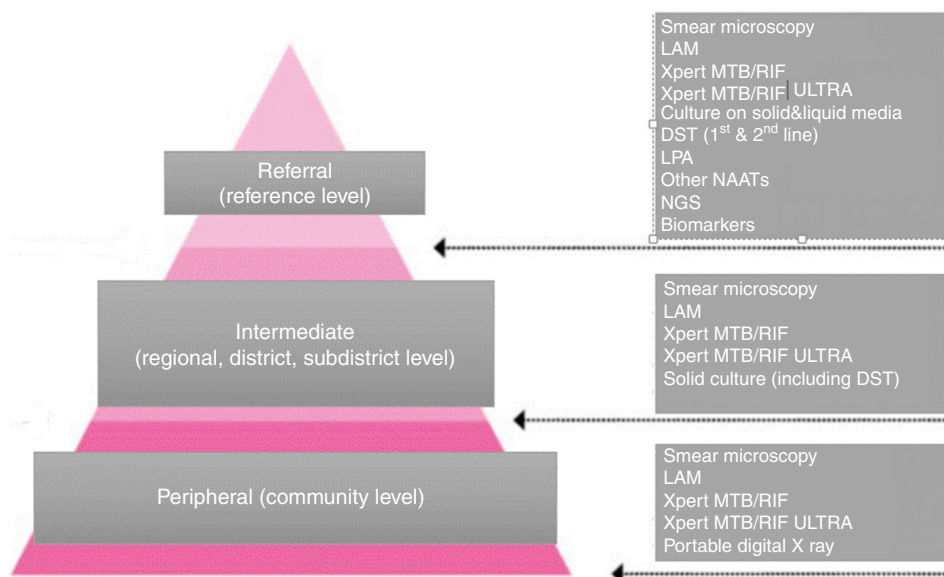 Referral
(reference level)
Intermediate
(regional, district, subdistrict level)
Peripheral (community level)
Smear microscopy
LAM
Xpert MTB/RIF
Xpert MTB/RIF ULTRA
Culture on solid&liquid media
DST (1st & 2nd line)
LPA
Other NAATs
NGS
Biomarkers
Smear microscopy
LAM
Xpert MTB/RIF
Xpert MTB/RIF ULTRA
Solid culture (including DST)
Smear microscopy
LAM
Xpert MTB/RIF
Xpert MTB/RIF ULTRA
Portable digital X ray